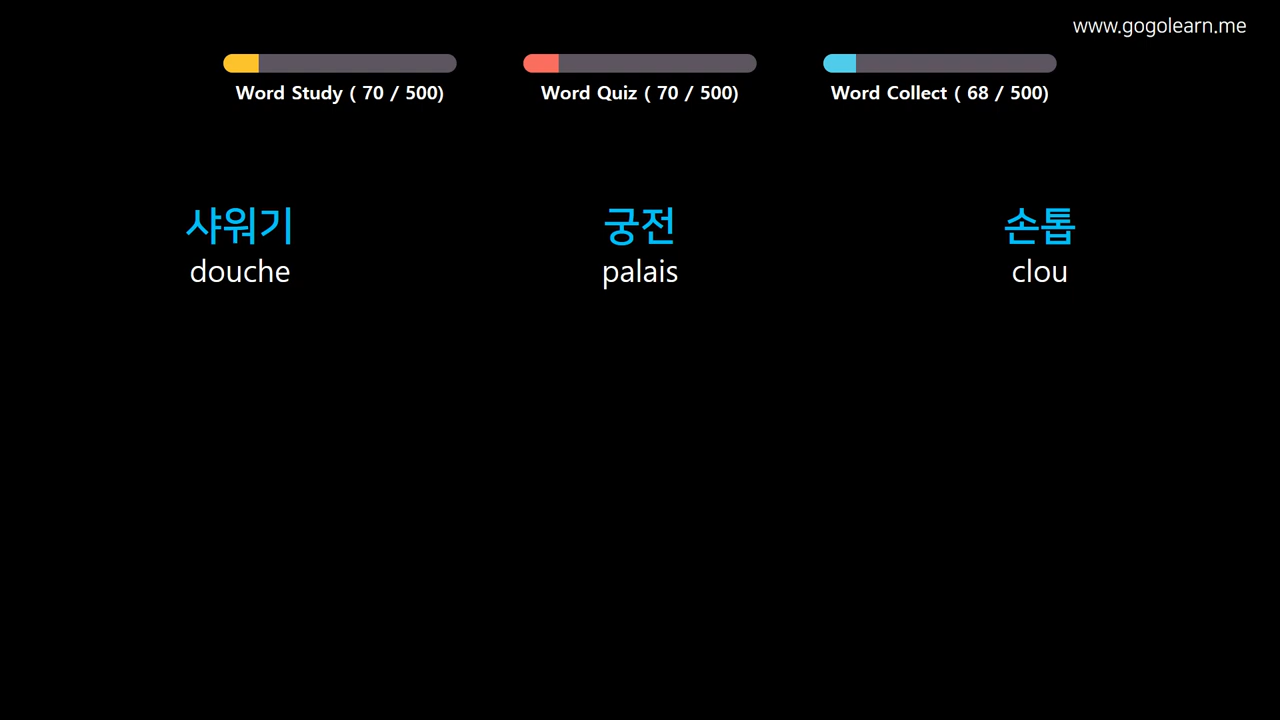 www.gogolearn.me
Word Study ( 70 / 500)
Word Quiz ( 70 / 500)
Word Collect ( 68 / 500)
샤워기
궁전
손톱
douche
palais
clou